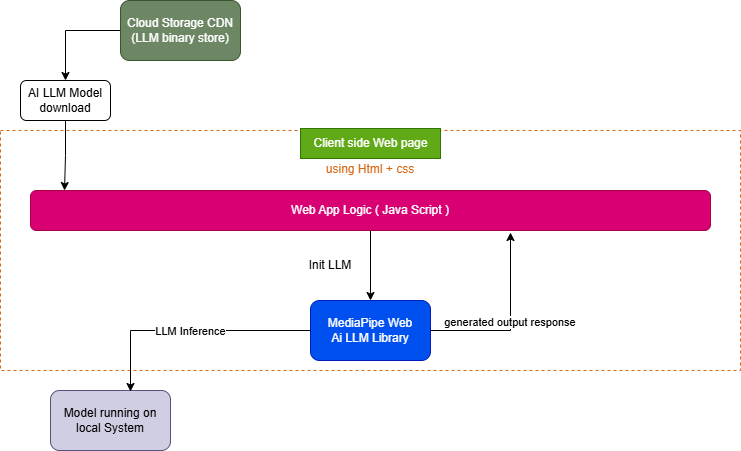 Cloud Storage CDN
(LLM binary store)
AI LLM Model
download
Client side Web page
using Html + css
Web App Logic ( Java Script )
Init LLM
MediaPipe Web
Ai LLM Library
generated output response
LLM Inference
Model running on
local System